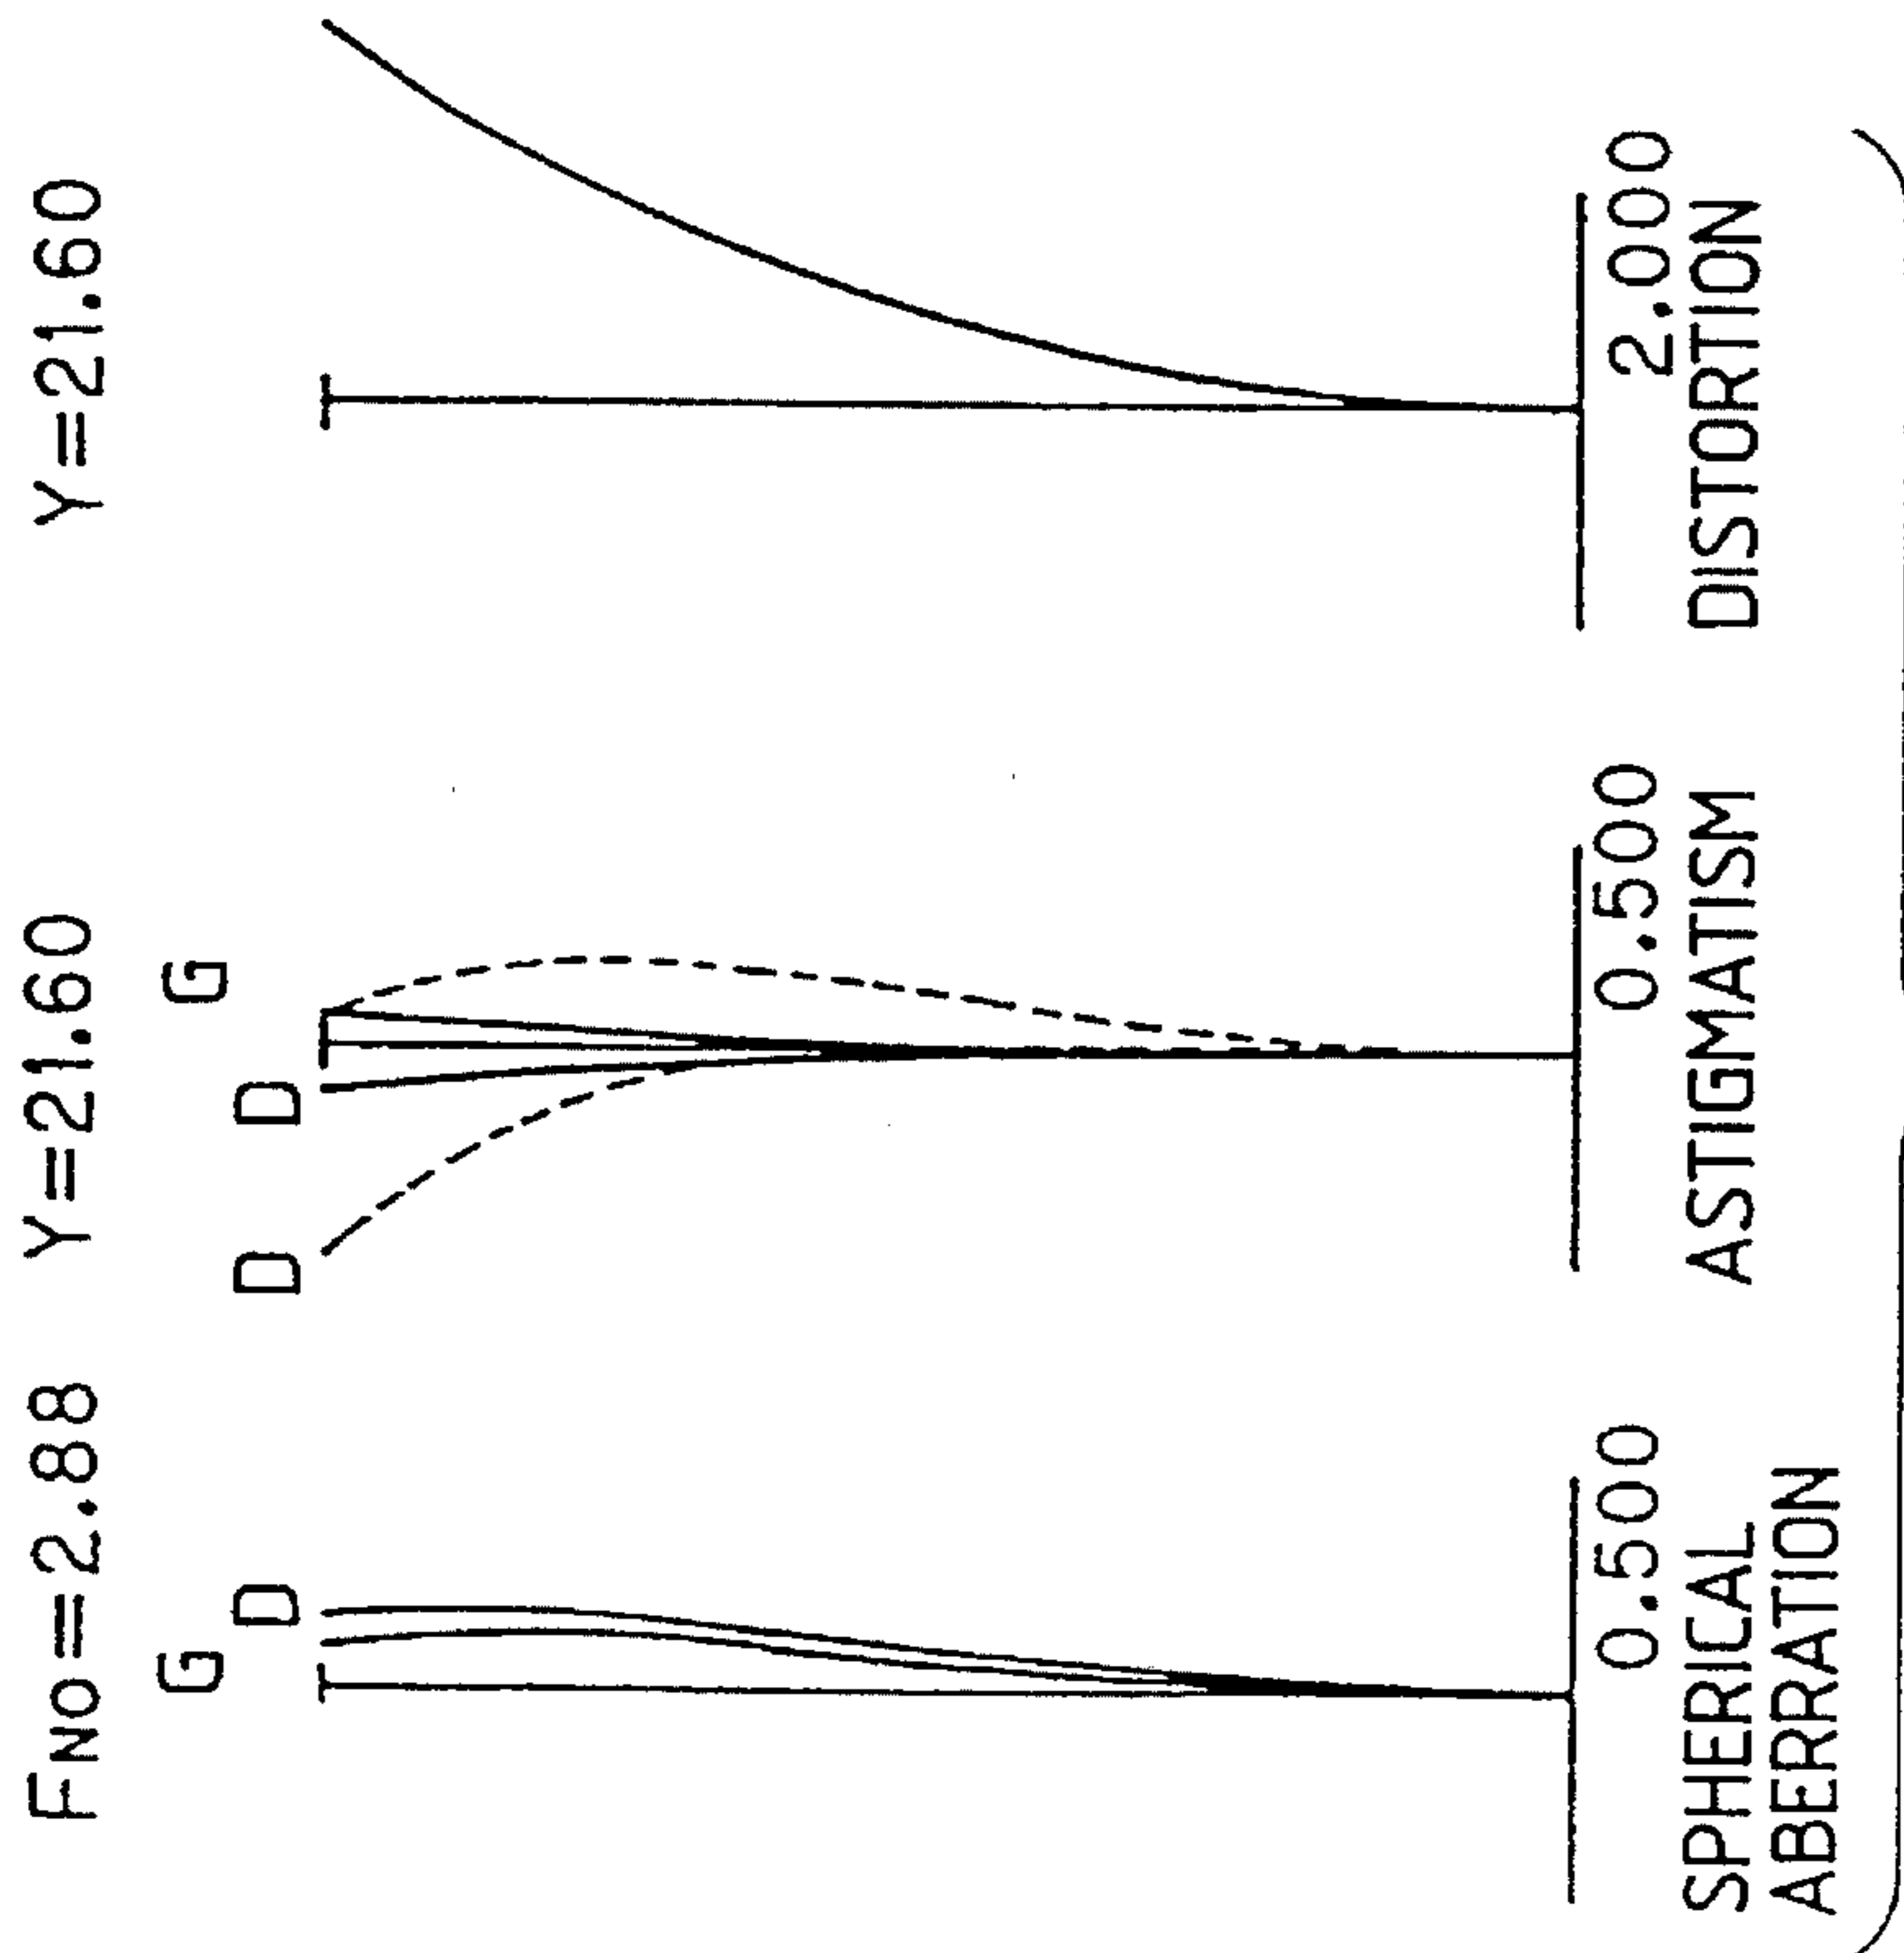 FNO=2.88
G
D
0.500
SPHERICAL
ABERRATION
Y=21.60
D
D
G
0.500
ASTIGMATISM
Y=21.60
2.000
DISTORTION